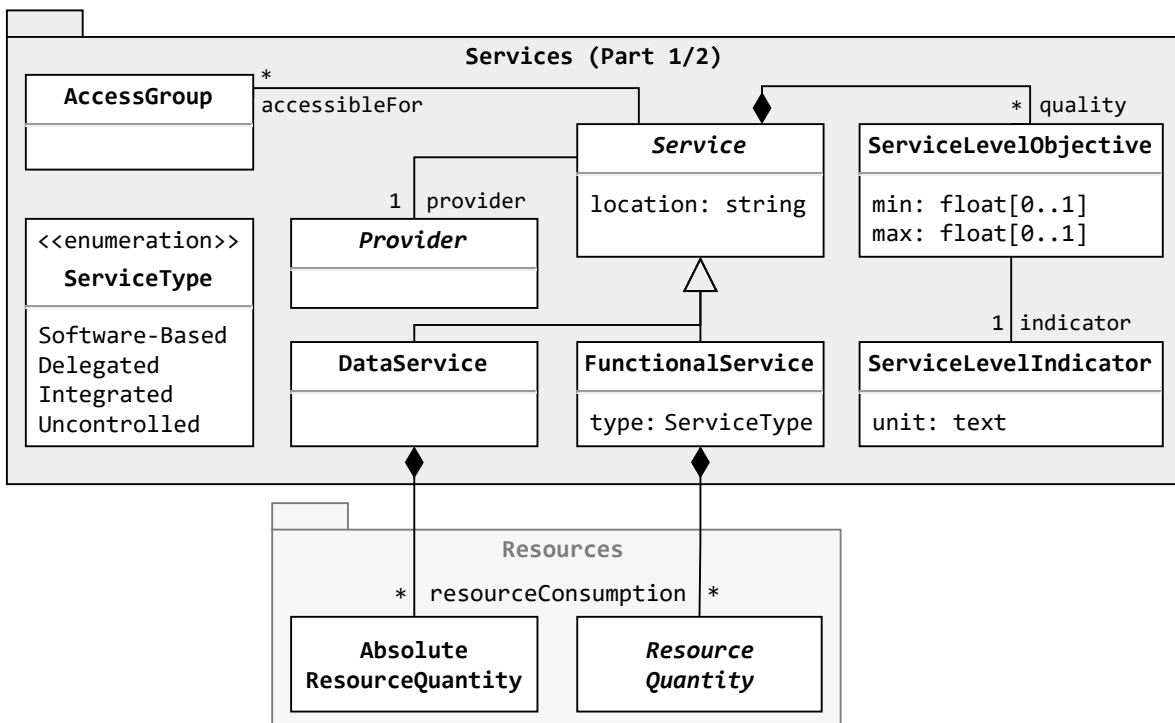 Services (Part 1/2)
AccessGroup
*
accessibleFor
Service
location: string
* quality
ServiceLevelObjective
min: float[0..1]
max: float[0..1]
1 provider
Provider
<<enumeration>>
ServiceType
Software-Based
Delegated
Integrated
Uncontrolled
1 indicator
DataService
FunctionalService
type: ServiceType
ServiceLevelIndicator
unit: text
Resources
* resourceConsumption *
Absolute
ResourceQuantity
Resource
Quantity